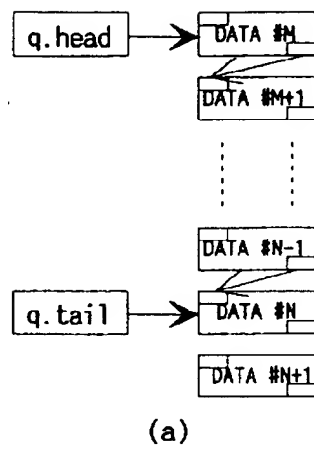 q.head
DATA #M
DATA #M+1
DATA #N-1
q.tail
DATA #N
DATA #N+1
(a)